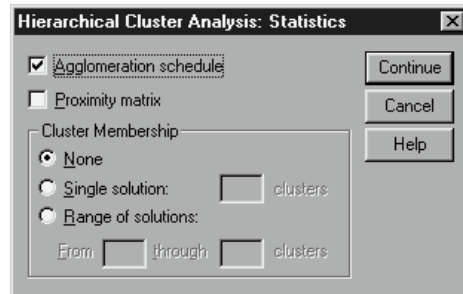 Hierarchical Cluster Analysis: Statistics
Agglomeration schedule
Continue
Proximity matrix
Cancel
Cluster Membership
Help
None
Single solution: clusters
Range of solutions:
From through clusters